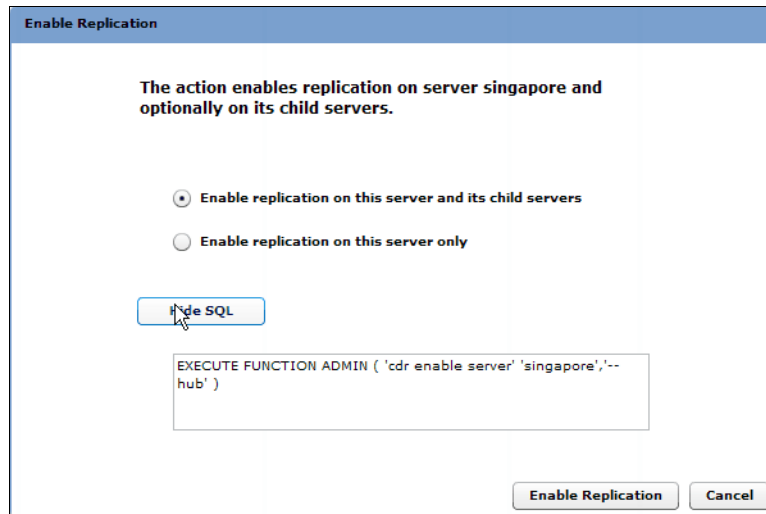 Enable Replication
The action enables replication on server singapore and
optionally on its child servers.
Enable replication on this server and its child servers
Enable replication on this server only
Hide SQL
EXECUTE FUNCTION ADMIN ( 'cdr enable server' 'singapore','--
hub' )
Enable Replication
Cancel